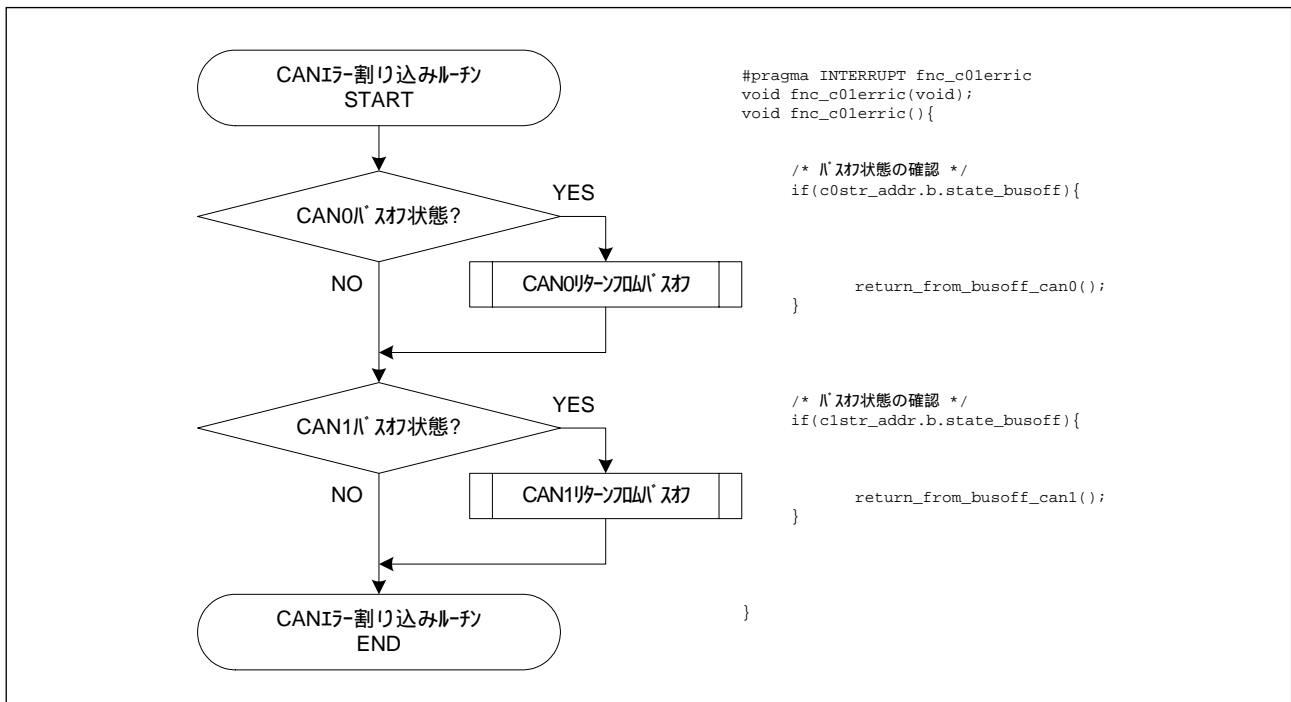 CANｴﾗｰ割り込みﾙｰﾁﾝ
START
CAN0ﾊﾞｽｵﾌ状態?
YES
NO
CAN0ﾘﾀｰﾝﾌﾛﾑﾊﾞｽｵﾌ
CAN1ﾊﾞｽｵﾌ状態?
YES
NO
CAN1ﾘﾀｰﾝﾌﾛﾑﾊﾞｽｵﾌ
CANｴﾗｰ割り込みﾙｰﾁﾝ
END
#pragma INTERRUPT fnc_c01erric
void fnc_c01erric(void);
void fnc_c01erric(){
/* ﾊﾞｽｵﾌ状態の確認 */
if(c0str_addr.b.state_busoff){
return_from_busoff_can0();
}
/* ﾊﾞｽｵﾌ状態の確認 */
if(c1str_addr.b.state_busoff){
return_from_busoff_can1();
}
}